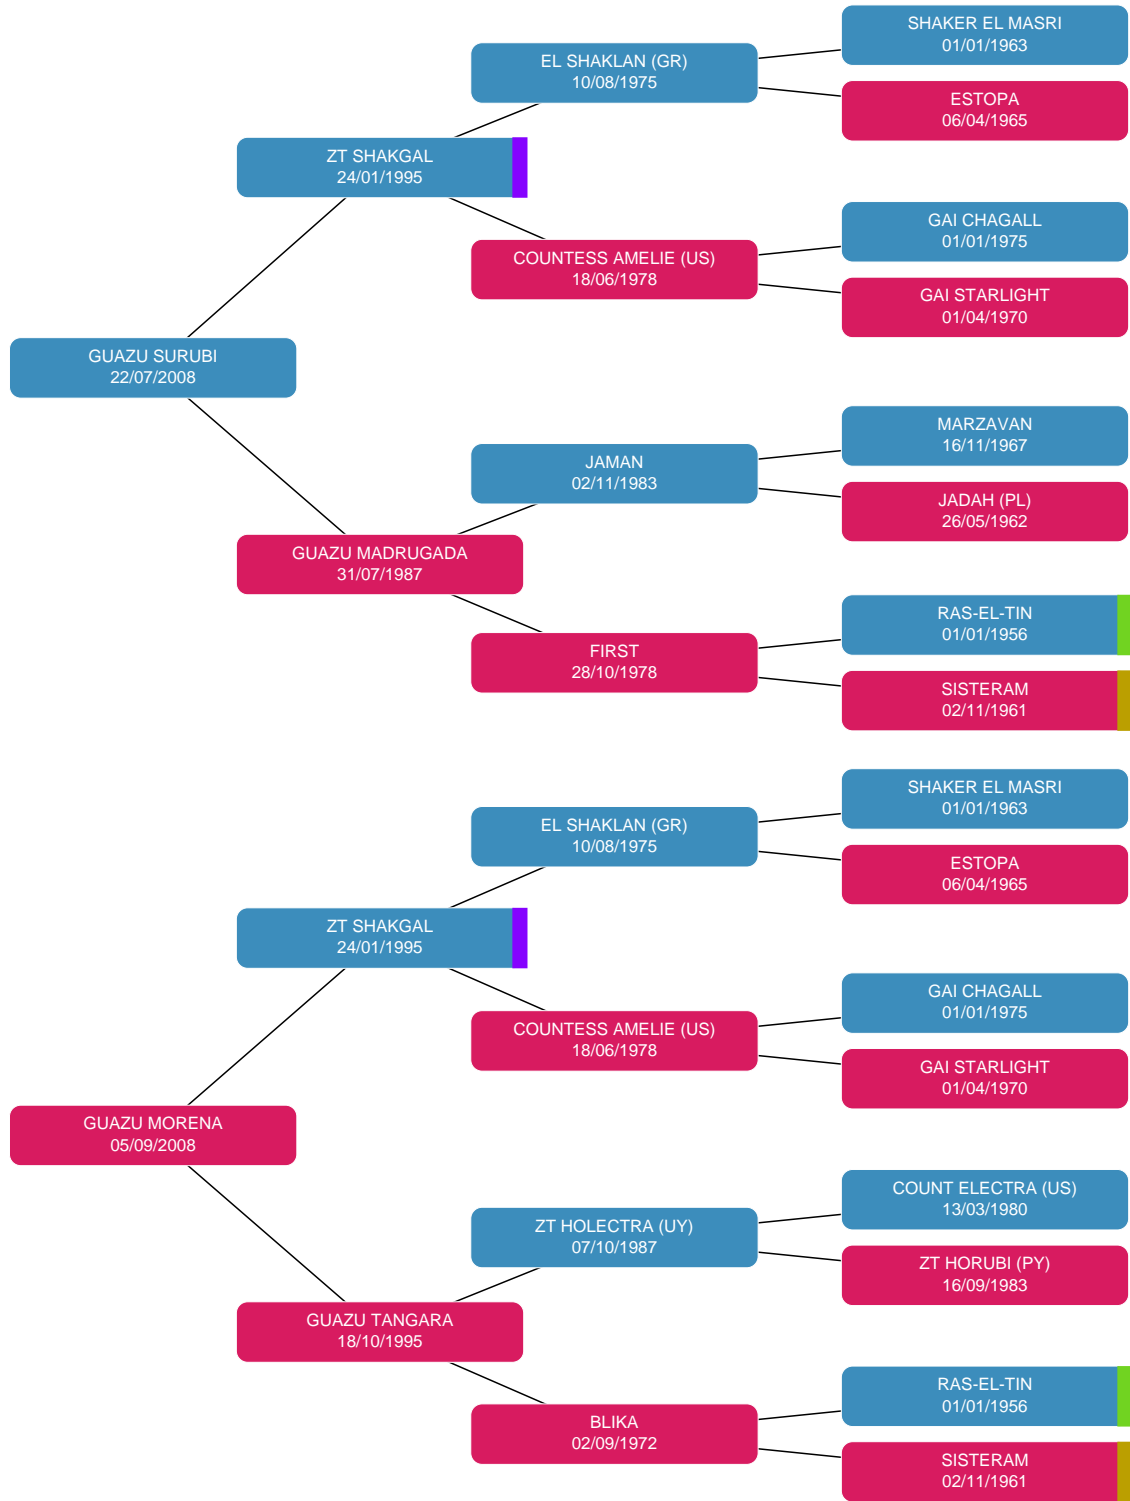 SHAKER EL MASRI
01/01/1963
EL SHAKLAN (GR)
10/08/1975
ESTOPA
06/04/1965
ZT SHAKGAL
24/01/1995
GAI CHAGALL
01/01/1975
COUNTESS AMELIE (US)
18/06/1978
GAI STARLIGHT
01/04/1970
GUAZU SURUBI
22/07/2008
MARZAVAN
16/11/1967
JAMAN
02/11/1983
JADAH (PL)
26/05/1962
GUAZU MADRUGADA
31/07/1987
RAS-EL-TIN
01/01/1956
FIRST
28/10/1978
SISTERAM
02/11/1961
SHAKER EL MASRI
01/01/1963
EL SHAKLAN (GR)
10/08/1975
ESTOPA
06/04/1965
ZT SHAKGAL
24/01/1995
GAI CHAGALL
01/01/1975
COUNTESS AMELIE (US)
18/06/1978
GAI STARLIGHT
01/04/1970
GUAZU MORENA
05/09/2008
COUNT ELECTRA (US)
13/03/1980
ZT HOLECTRA (UY)
07/10/1987
ZT HORUBI (PY)
16/09/1983
GUAZU TANGARA
18/10/1995
RAS-EL-TIN
01/01/1956
BLIKA
02/09/1972
SISTERAM
02/11/1961